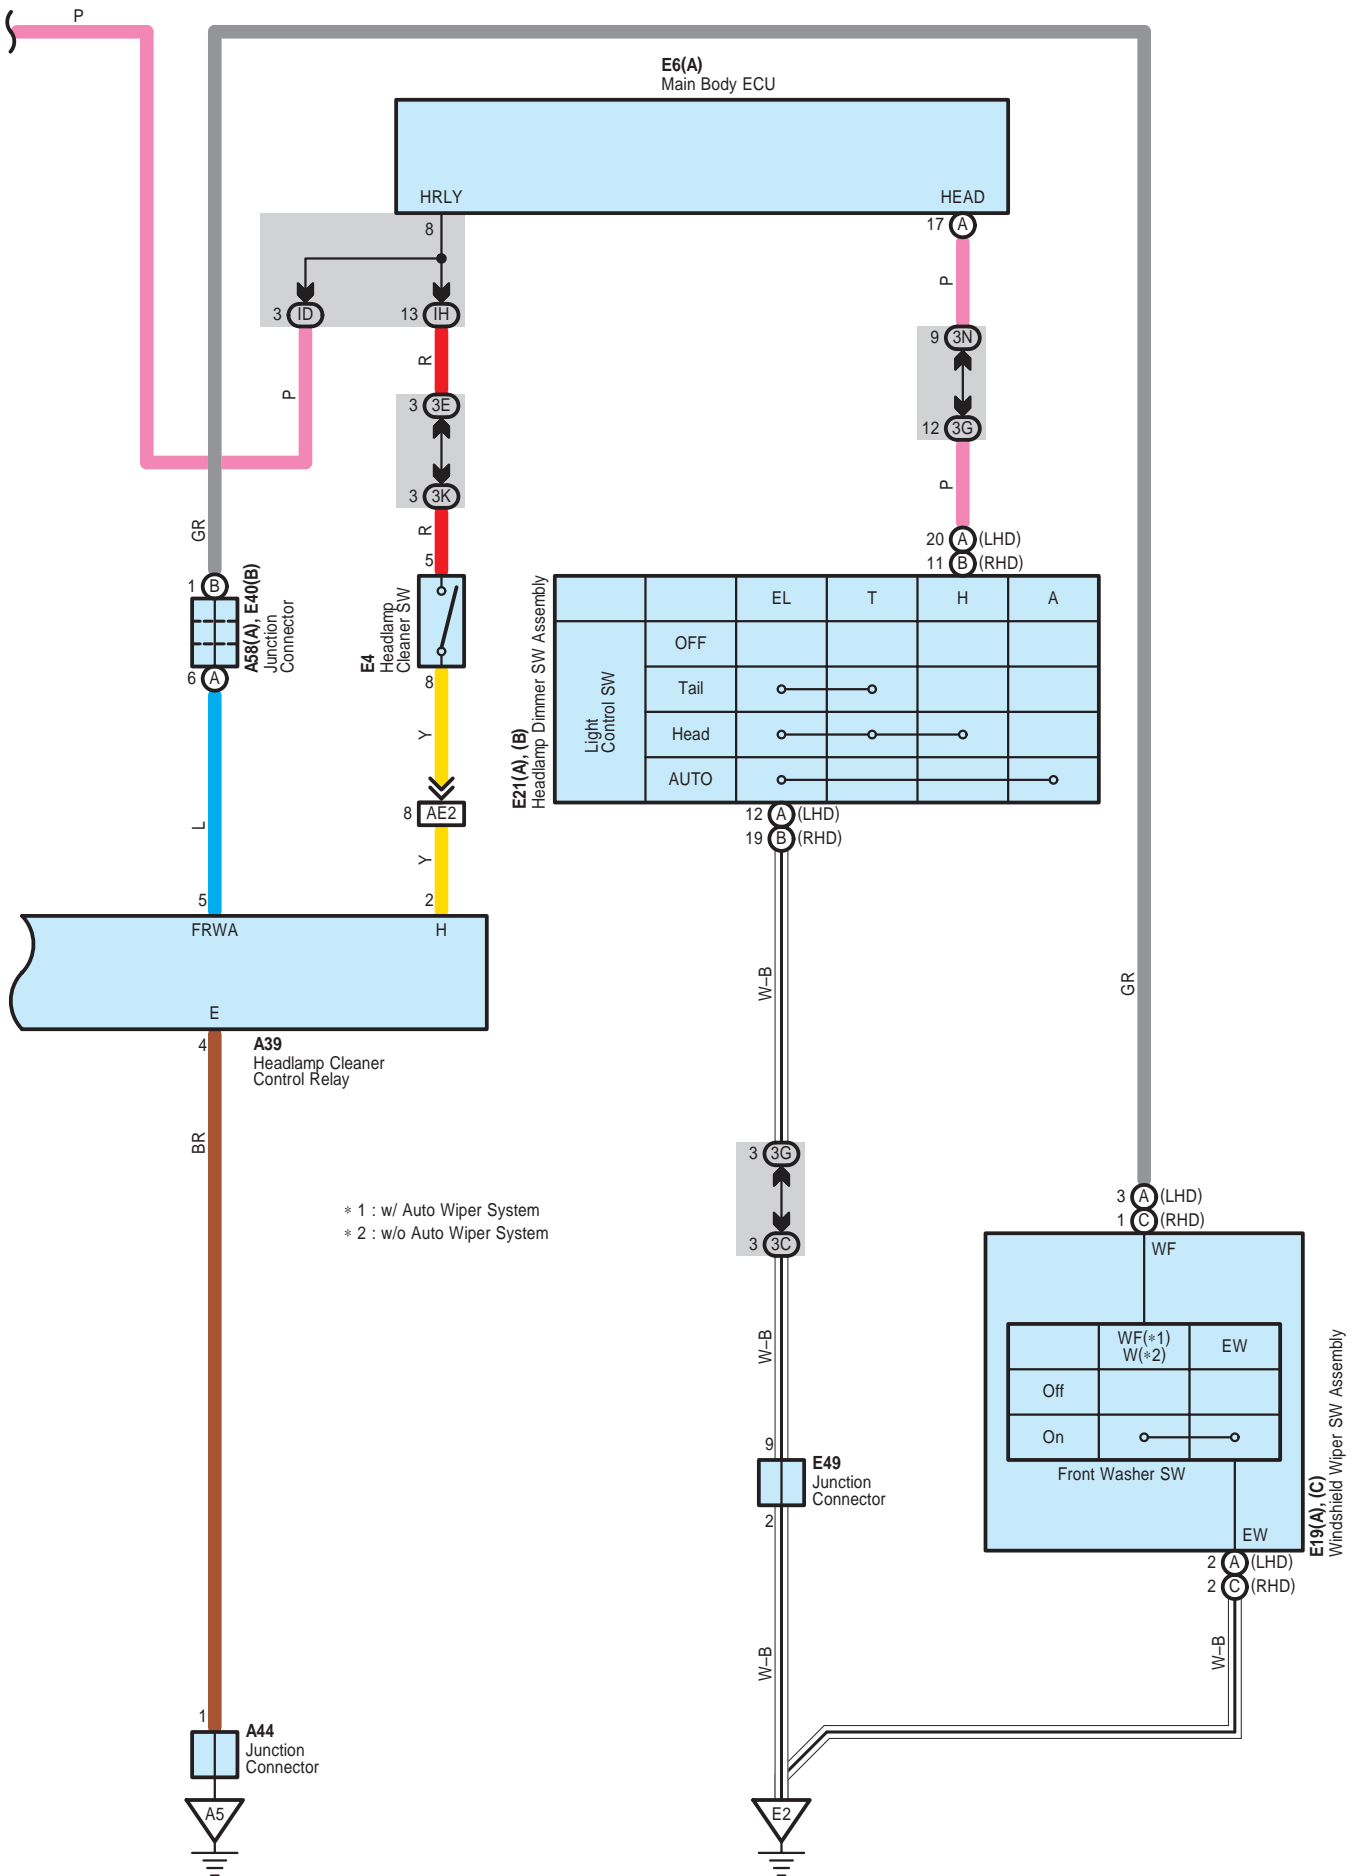 P
E6(A)
Main Body ECU
HRLY
HEAD
8
17 A
P
3 ID
13 IH
9 3N
R
P
3 3E
12 3G
3 3K
P
R
GR
20 A (LHD)
11 B (RHD)
5
1 B
A58(A), E40(B)
Junction
Connector
6 A
E4
Headlamp
Cleaner SW
8
E21(A), (B)
Headlamp Dimmer SW Assembly
EL T H A
Light
Control SW
OFF
Tail
Head
AUTO
Y
8 AE2
12 A (LHD)
19 B (RHD)
L
Y
5
2
FRWA
H
E
4
A39
Headlamp Cleaner
Control Relay
W–B
GR
BR
3 3G
3 A (LHD)
1 C (RHD)
∗ 1 : w/ Auto Wiper System
∗ 2 : w/o Auto Wiper System
3 3C
WF
W–B
WF(∗1)
W(∗2)
EW
Off
On
Front Washer SW
E19(A), (C)
Windshield Wiper SW Assembly
9
E49
Junction
Connector
2
EW
2 A (LHD)
2 C (RHD)
W–B
W–B
1
A44
Junction
Connector
A5
E2